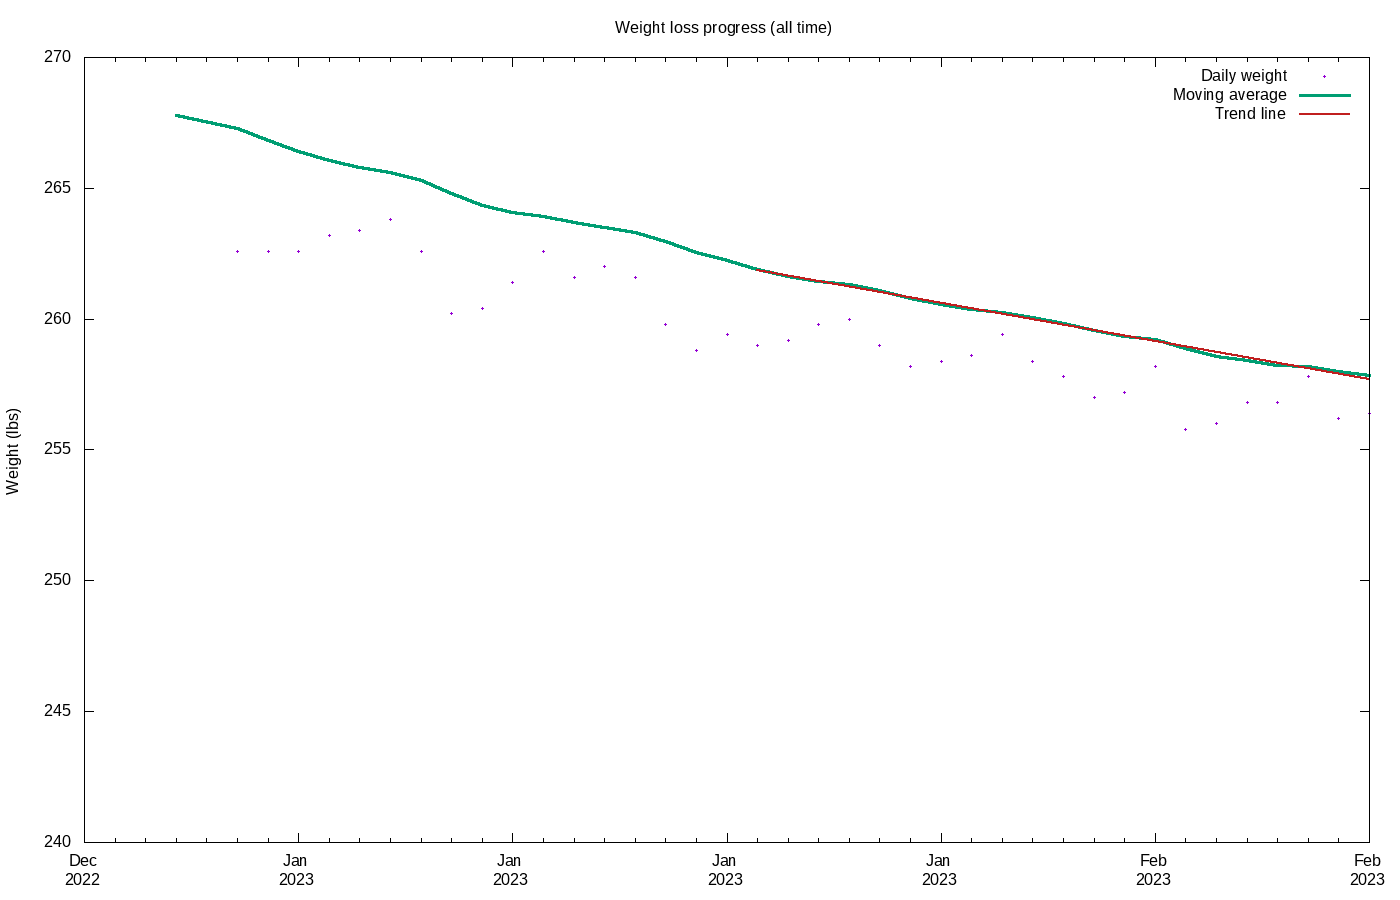 Weight loss progress (all time)
270
265
260
255
250
245
240
Weight (lbs)
Daily weight
Moving average
Trend line
Dec
2022
Jan
2023
Jan
2023
Jan
2023
Jan
2023
Feb
2023
Feb
2023